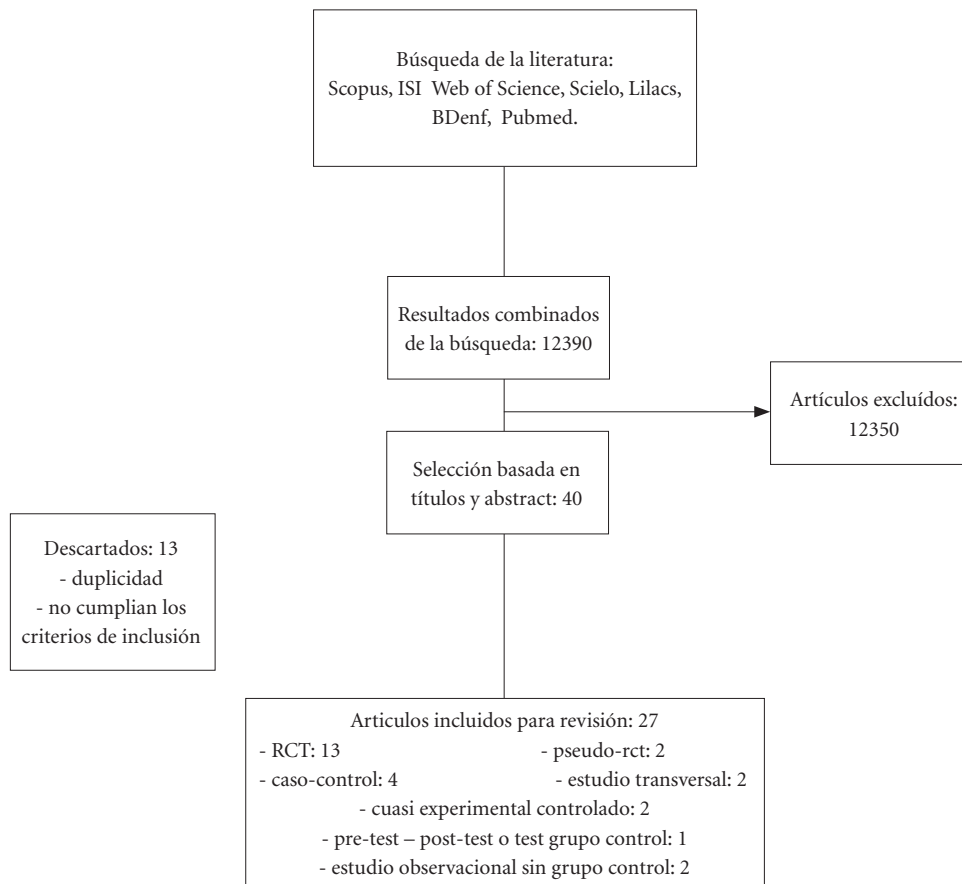 Búsqueda de la literatura:
Scopus, ISI Web of Science, Scielo, Lilacs,
BDenf, Pubmed.
Resultados combinados
de la búsqueda: 12390
Artículos excluídos:
12350
Selección basada en
títulos y abstract: 40
Descartados: 13
- duplicidad
- no cumplian los
criterios de inclusión
Articulos incluidos para revisión: 27
- RCT: 13 - pseudo-rct: 2
- caso-control: 4 - estudio transversal: 2
- cuasi experimental controlado: 2
- pre-test – post-test o test grupo control: 1
- estudio observacional sin grupo control: 2